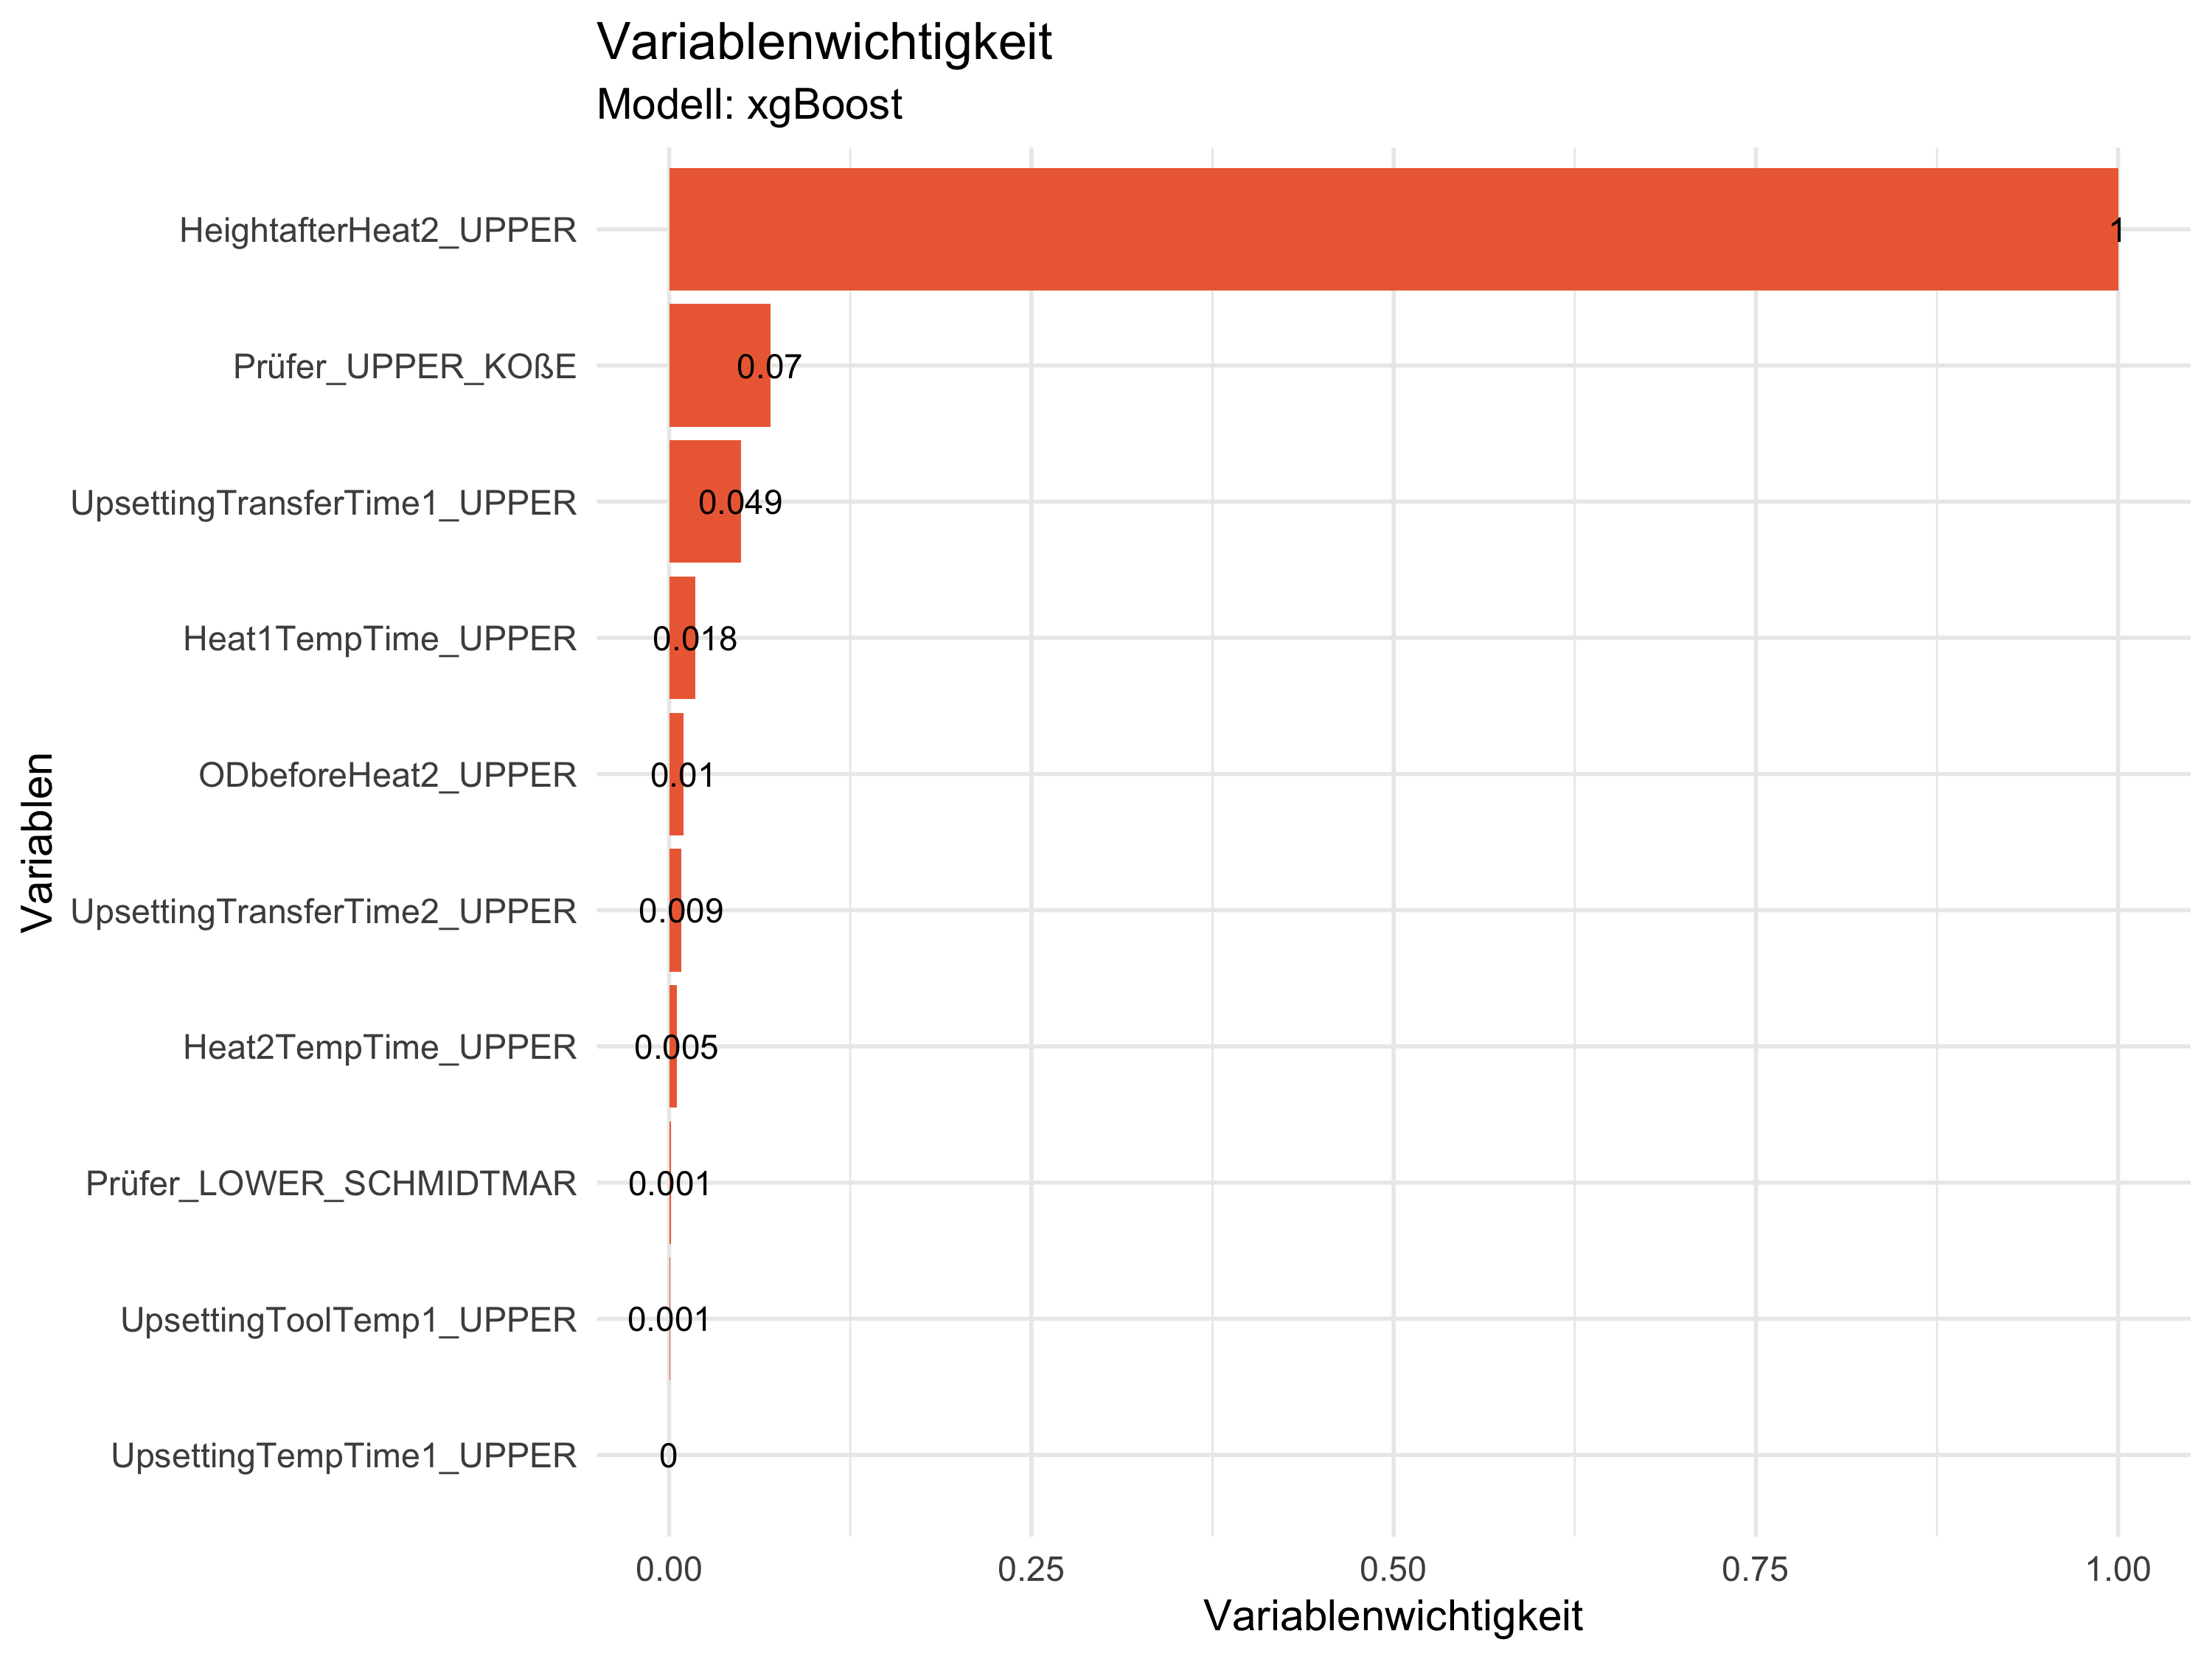 Variablenwichtigkeit
Modell: xgBoost
Variablen
HeightafterHeat2_UPPER 1
Prüfer_UPPER_KOßE 0.07
UpsettingTransferTime1_UPPER 0.049
Heat1TempTime_UPPER 0.018
ODbeforeHeat2_UPPER 0.01
UpsettingTransferTime2_UPPER 0.009
Heat2TempTime_UPPER 0.005
Prüfer_LOWER_SCHMIDTMAR 0.001
UpsettingToolTemp1_UPPER 0.001
UpsettingTempTime1_UPPER 0
0.00 0.25 0.50 0.75 1.00
Variablenwichtigkeit